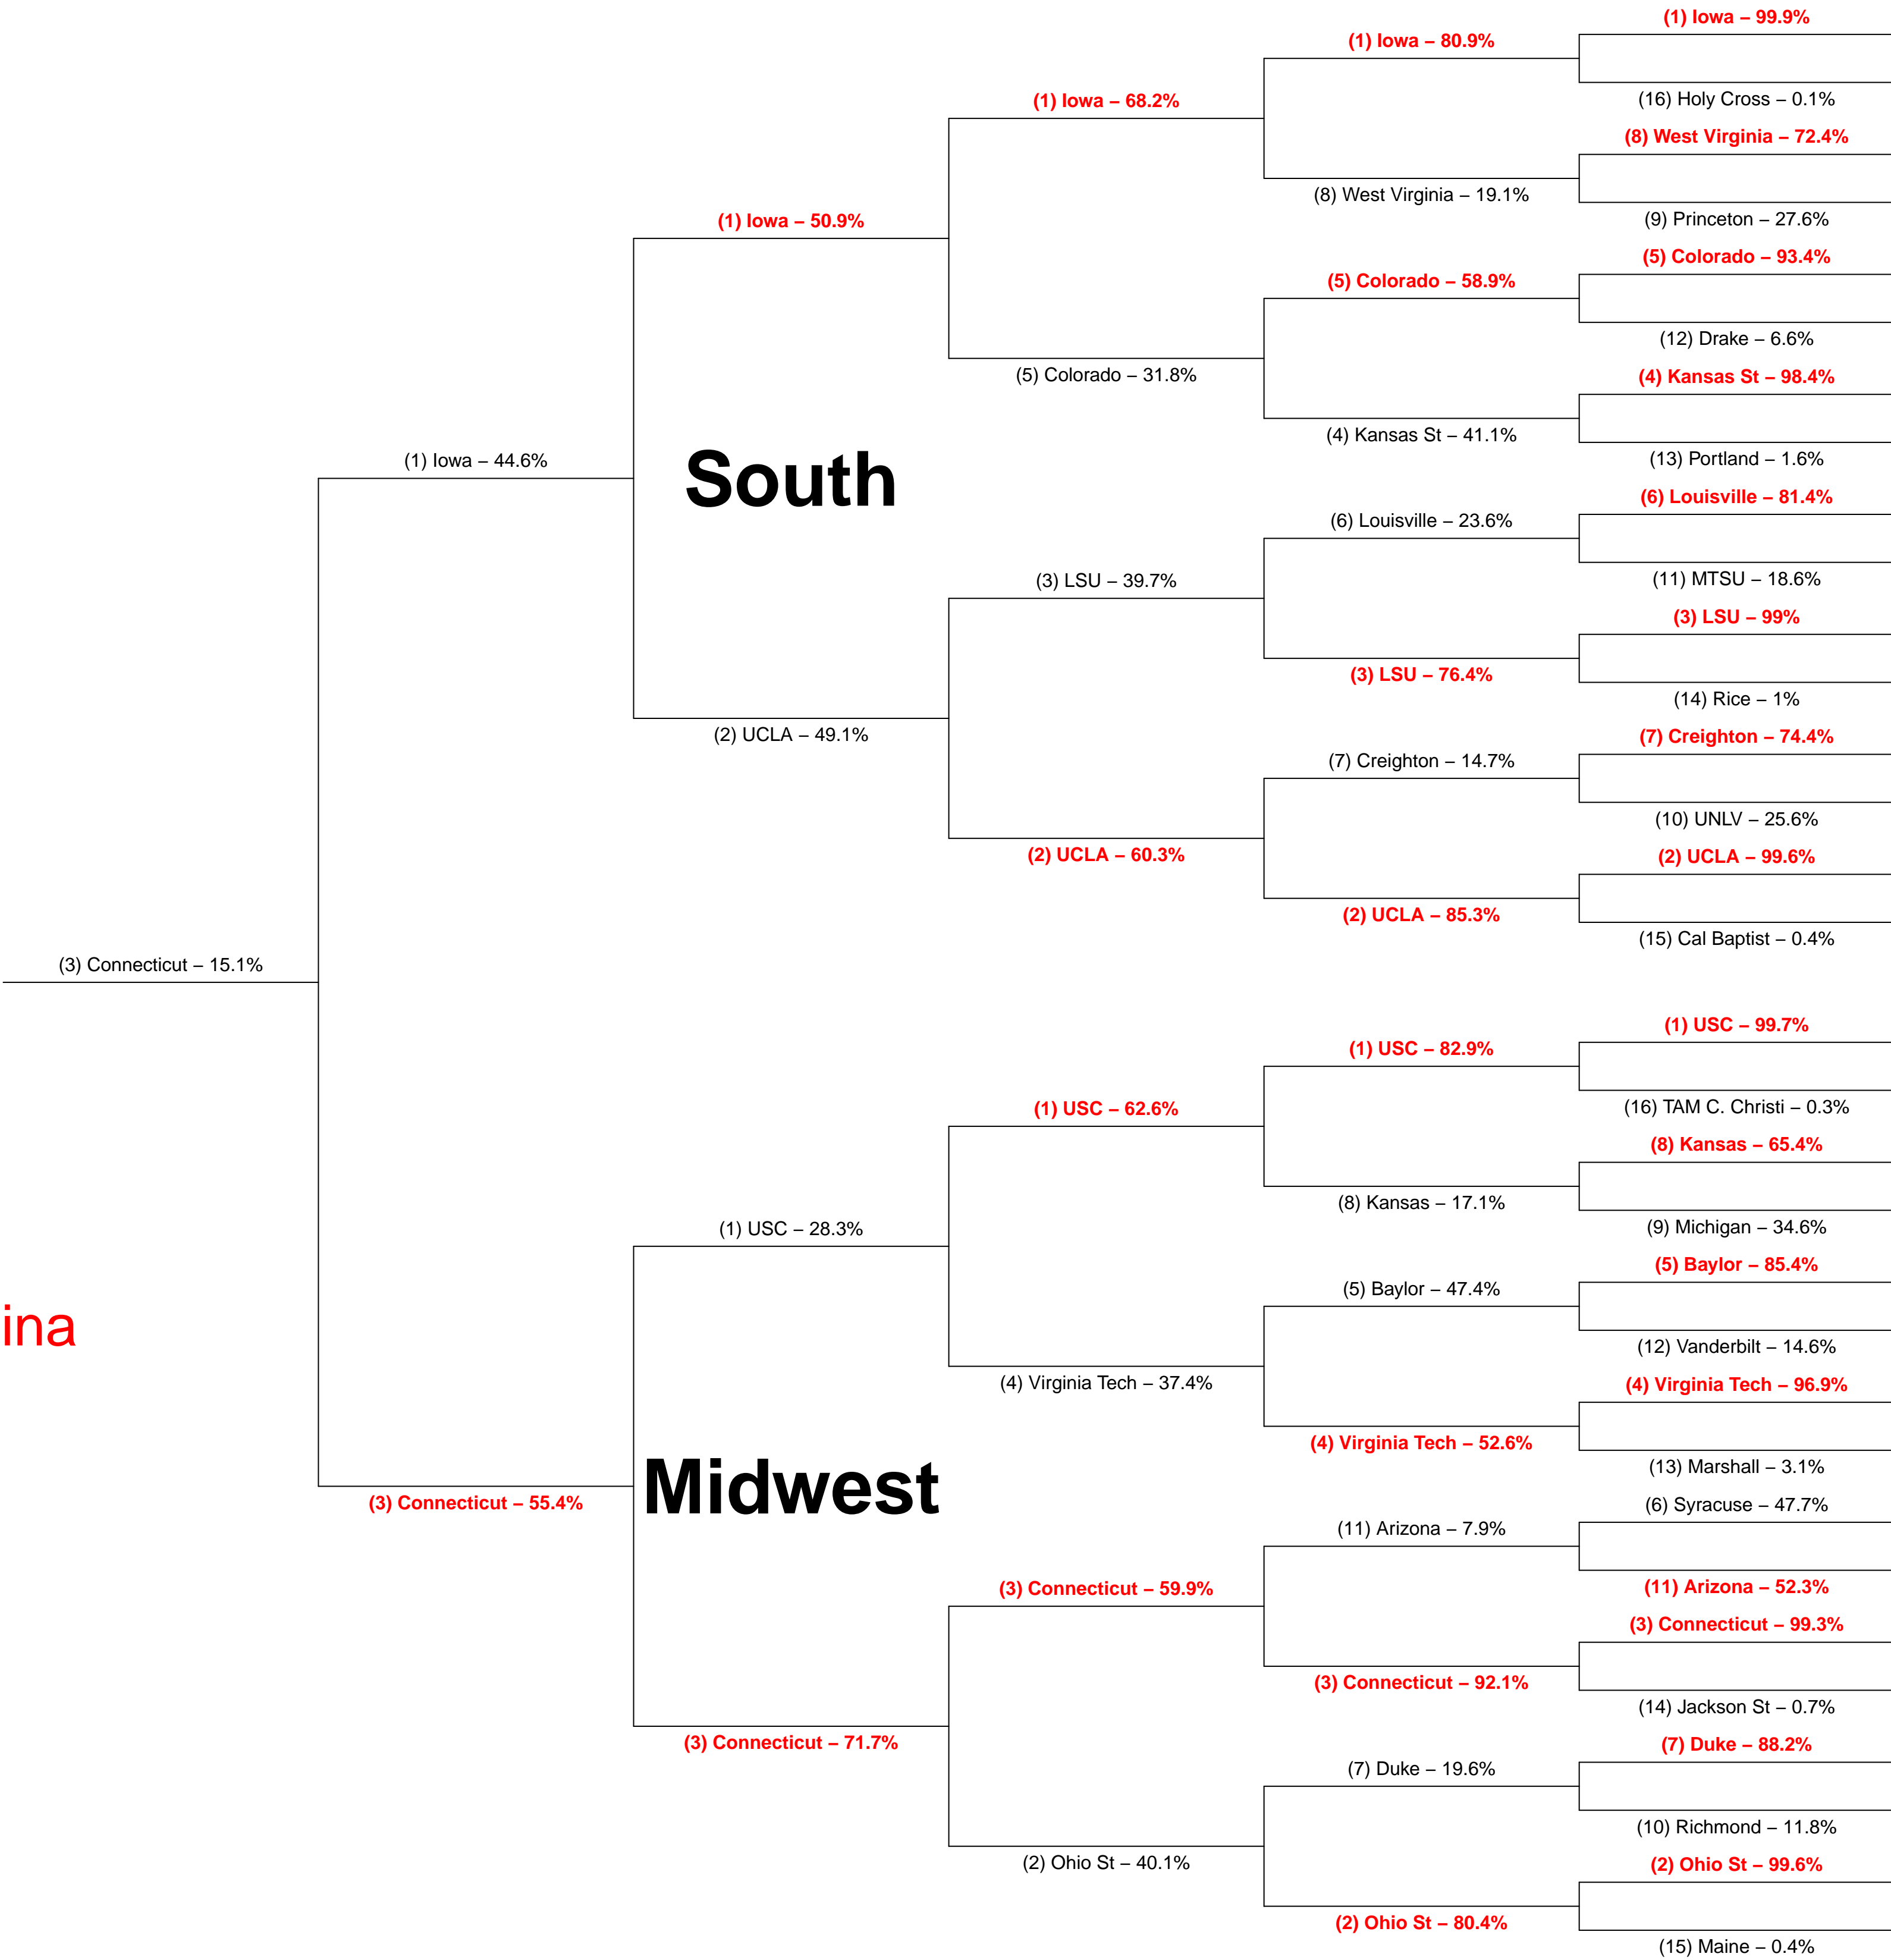 (1) Iowa – 99.9%
(1) Iowa – 80.9%
(1) Iowa – 68.2%
(16) Holy Cross – 0.1%
(8) West Virginia – 72.4%
(8) West Virginia – 19.1%
(1) Iowa – 50.9%
(9) Princeton – 27.6%
(5) Colorado – 93.4%
(5) Colorado – 58.9%
(12) Drake – 6.6%
(5) Colorado – 31.8%
(4) Kansas St – 98.4%
(4) Kansas St – 41.1%
(1) Iowa – 44.6%
(13) Portland – 1.6%
South
(6) Louisville – 81.4%
(6) Louisville – 23.6%
(3) LSU – 39.7%
(11) MTSU – 18.6%
(3) LSU – 99%
(3) LSU – 76.4%
(14) Rice – 1%
(2) UCLA – 49.1%
(7) Creighton – 74.4%
(7) Creighton – 14.7%
(10) UNLV – 25.6%
(2) UCLA – 60.3%
(2) UCLA – 99.6%
(2) UCLA – 85.3%
(15) Cal Baptist – 0.4%
(3) Connecticut – 15.1%
(1) USC – 99.7%
(1) USC – 82.9%
(1) USC – 62.6%
(16) TAM C. Christi – 0.3%
(8) Kansas – 65.4%
(8) Kansas – 17.1%
(1) USC – 28.3%
(9) Michigan – 34.6%
(5) Baylor – 85.4%
(5) Baylor – 47.4%
ina
(12) Vanderbilt – 14.6%
(4) Virginia Tech – 37.4%
(4) Virginia Tech – 96.9%
(4) Virginia Tech – 52.6%
(13) Marshall – 3.1%
Midwest
(3) Connecticut – 55.4%
(6) Syracuse – 47.7%
(11) Arizona – 7.9%
(3) Connecticut – 59.9%
(11) Arizona – 52.3%
(3) Connecticut – 99.3%
(3) Connecticut – 92.1%
(14) Jackson St – 0.7%
(3) Connecticut – 71.7%
(7) Duke – 88.2%
(7) Duke – 19.6%
(10) Richmond – 11.8%
(2) Ohio St – 40.1%
(2) Ohio St – 99.6%
(2) Ohio St – 80.4%
(15) Maine – 0.4%